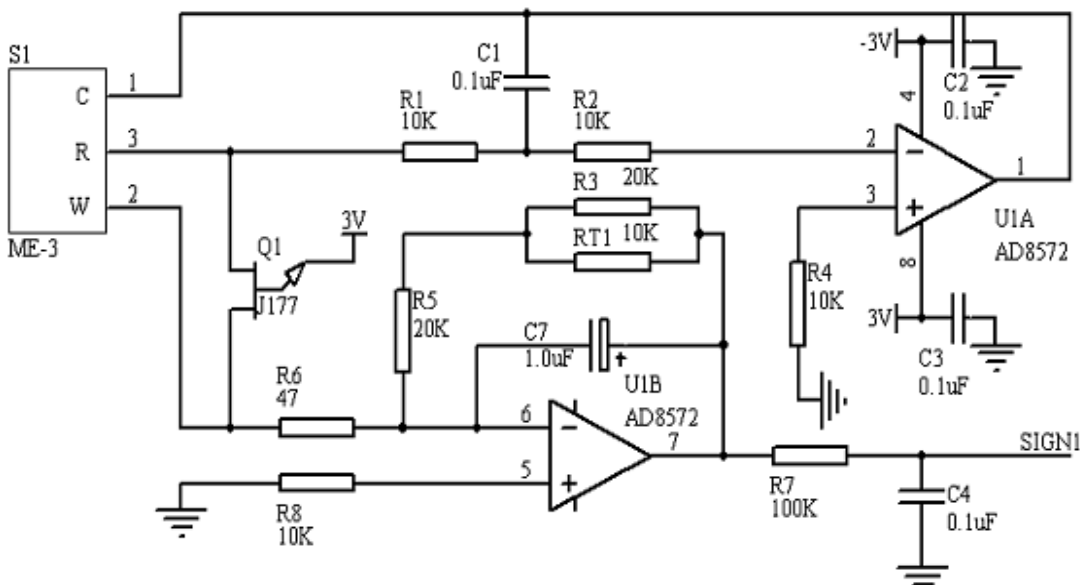 S1
C
1
R
3
W
2
ME-3
C1
0.1uF
R1
10K
R2
10K
-3V
4
C2
0.1uF
2
3
1
U1A
AD8572
8
3V
C3
0.1uF
R4
10K
20K
R3
10K
RT1
Q1
3V
J177
R5
20K
C7
1.0uF
+
U1B
AD8572
R6
47
6
5
7
R8
10K
R7
100K
SIGN1
C4
0.1uF